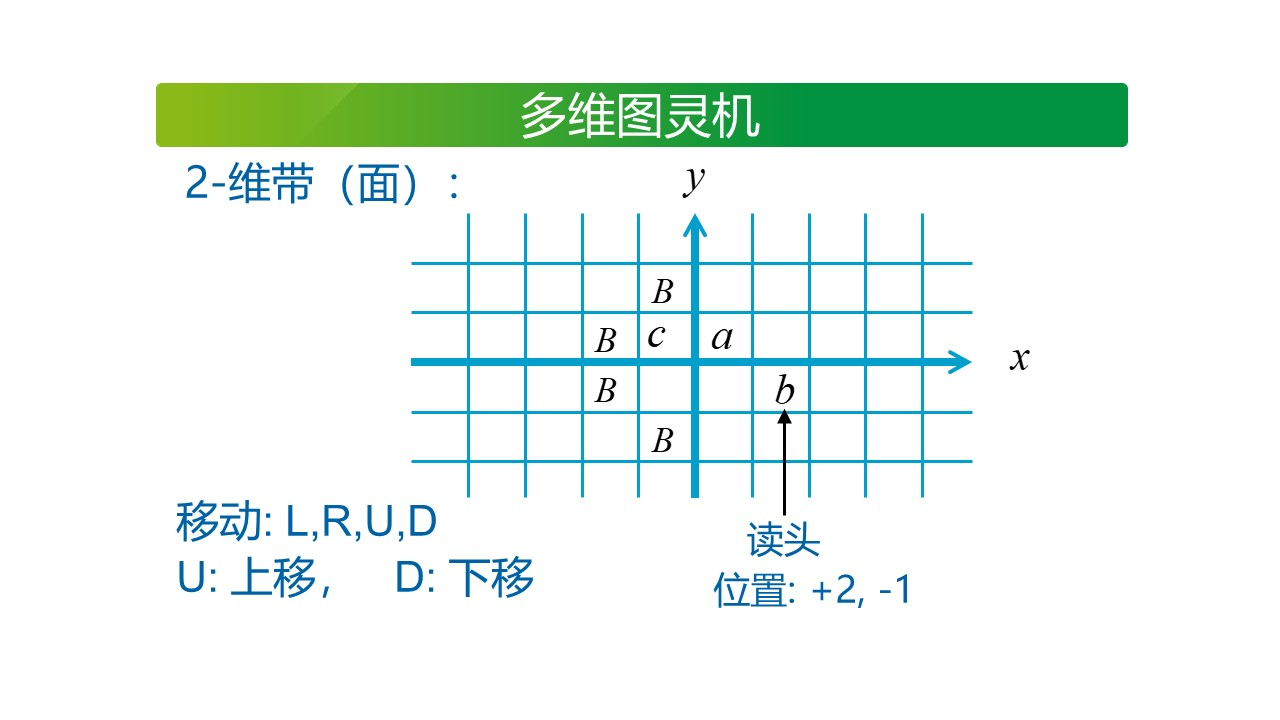 多维图灵机
2-维带（面）:
y
B
B c a
x
B b
B
移动: L,R,U,D
U: 上移, D: 下移
读头
位置: +2, -1